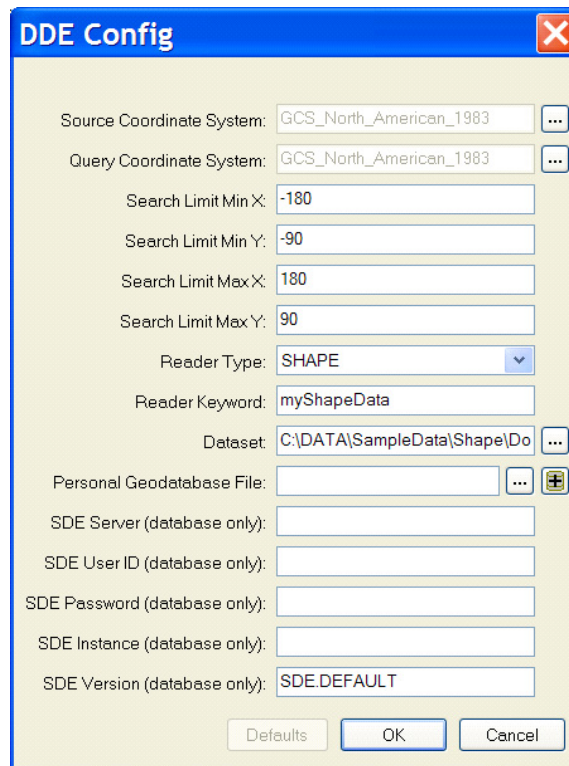 DDE Config
Source Coordinate System: GCS_North_American_1983 ...
Query Coordinate System: GCS_North_American_1983 ...
Search Limit Min X: -180
Search Limit Min Y: -90
Search Limit Max X: 180
Search Limit Max Y: 90
Reader Type: SHAPE
Reader Keyword: myShapeData
Dataset: C:\DATA\SampleData\Shape\Do ...
Personal Geodatabase File: ...
SDE Server (database only):
SDE User ID (database only):
SDE Password (database only):
SDE Instance (database only):
SDE Version (database only): SDE.DEFAULT
Defaults OK Cancel